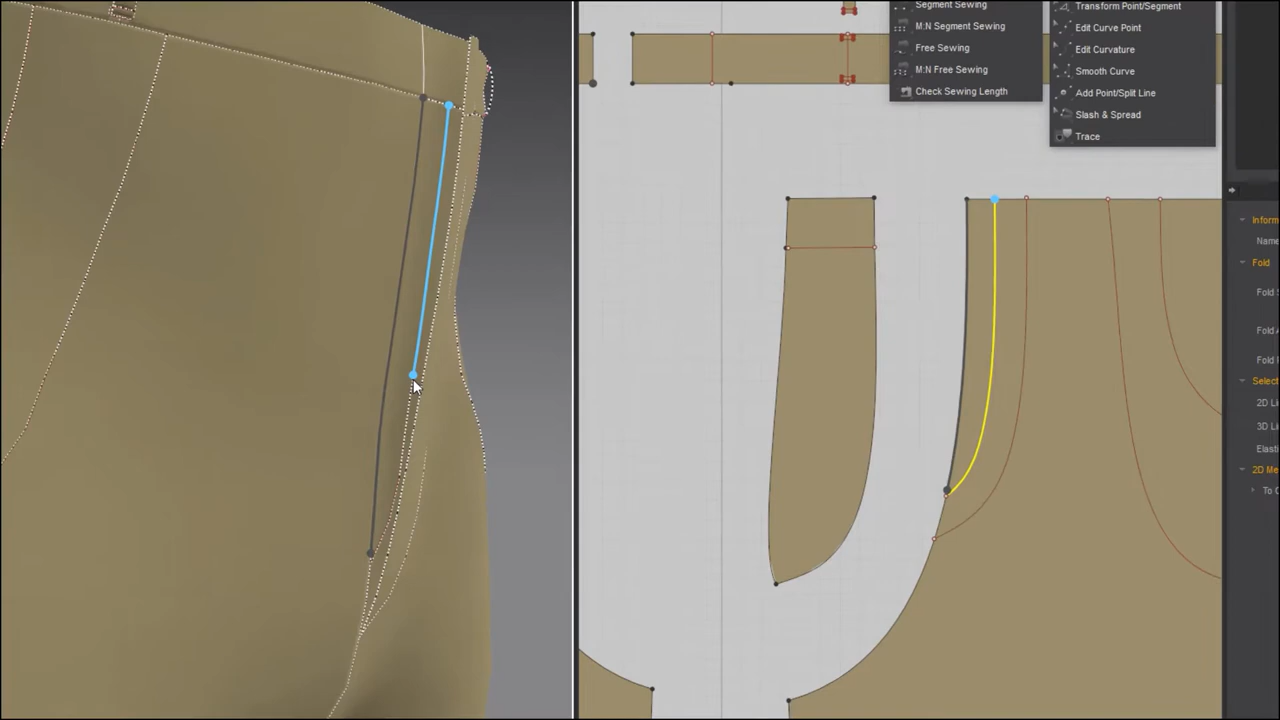 Segment Sewing
M:N Segment Sewing
Free Sewing
M:N Free Sewing
Check Sewing Length
Transform Point/Segment
Edit Curve Point
Edit Curvature
Smooth Curve
Add Point/Split Line
Slash & Spread
Trace
Fold